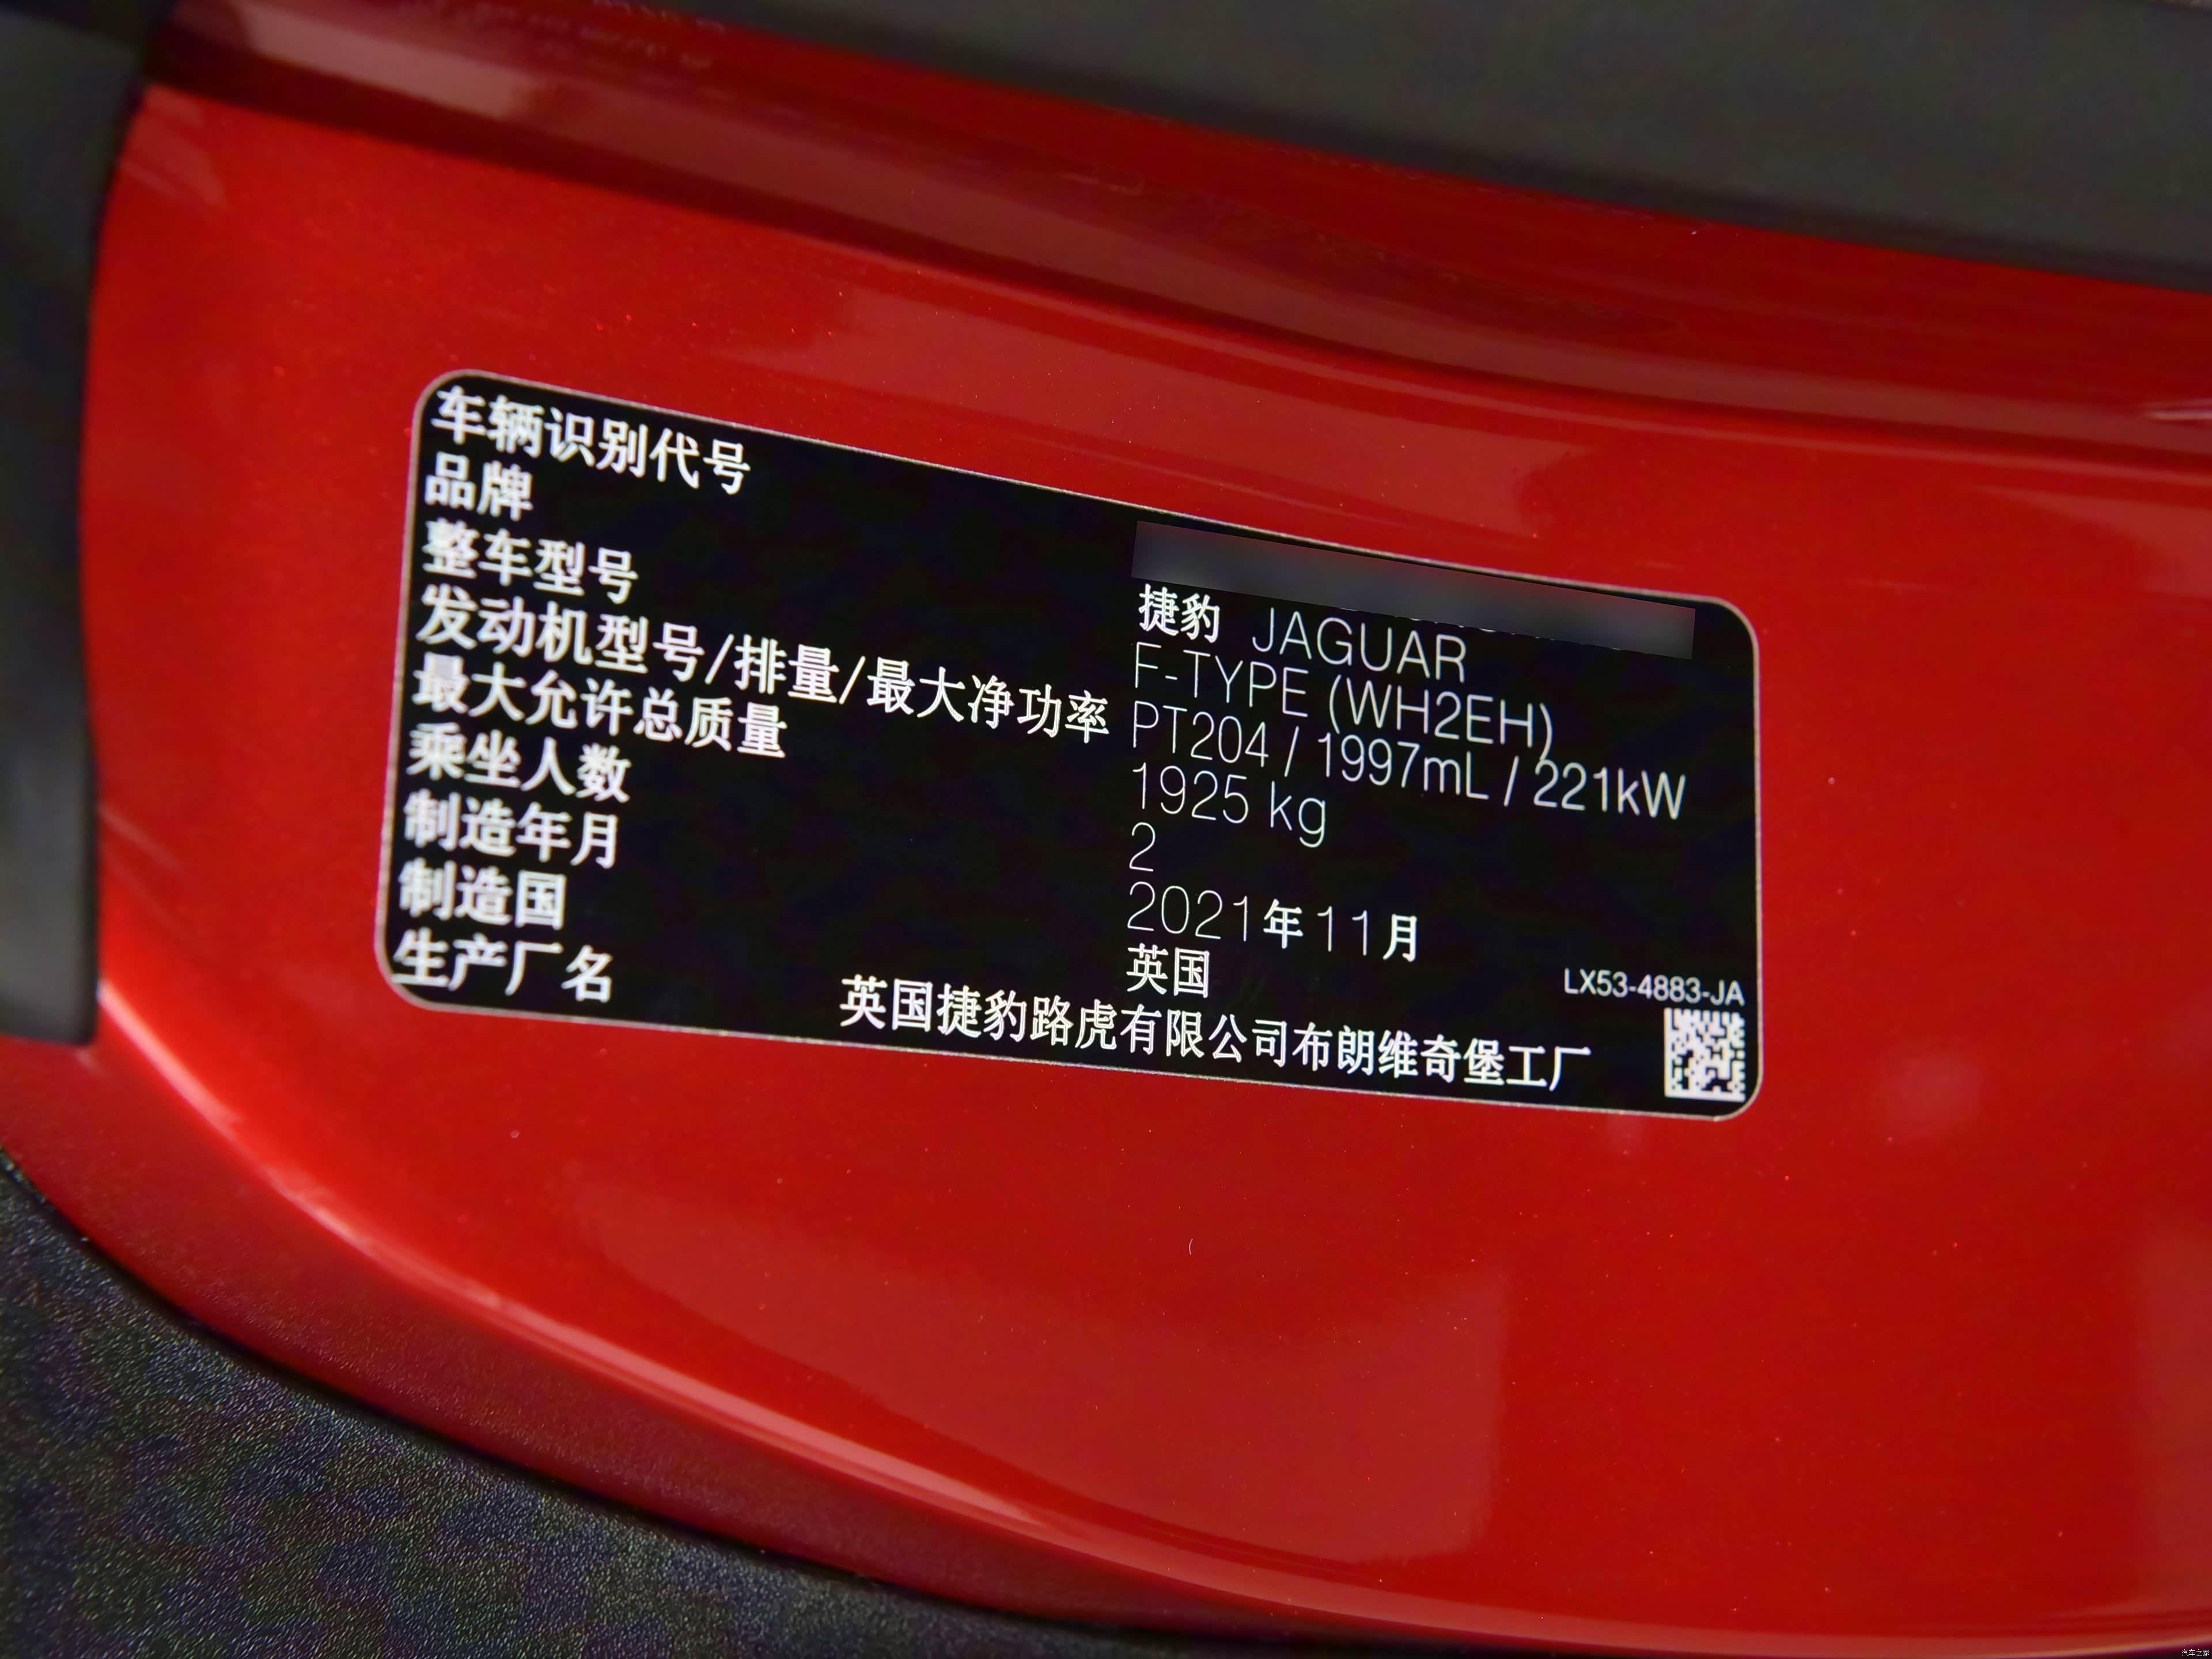 车辆识别代号
品牌 捷豹 JAGUAR
整车型号 F-TYPE (WH2EH)
发动机型号/排量/最大净功率 PT204 / 1997mL / 221kW
最大允许总质量 1925 kg
乘坐人数 2
制造年月 2021年11月
制造国 英国
LX53-4883-JA
生产厂名 英国捷豹路虎有限公司布朗维奇堡工厂
汽车之家